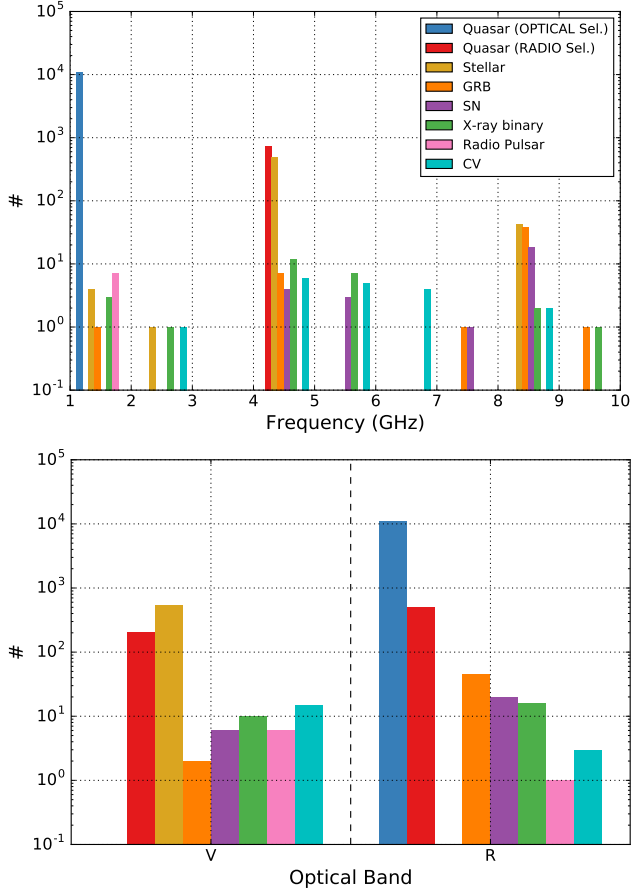 10^5
10^4
10^3
10^2
10^1
10^0
10^-1
#
Quasar (OPTICAL Sel.)
Quasar (RADIO Sel.)
Stellar
GRB
SN
X-ray binary
Radio Pulsar
CV
1 2 3 4 5 6 7 8 9 10
Frequency (GHz)
10^5
10^4
10^3
10^2
10^1
10^0
10^-1
#
V R
Optical Band